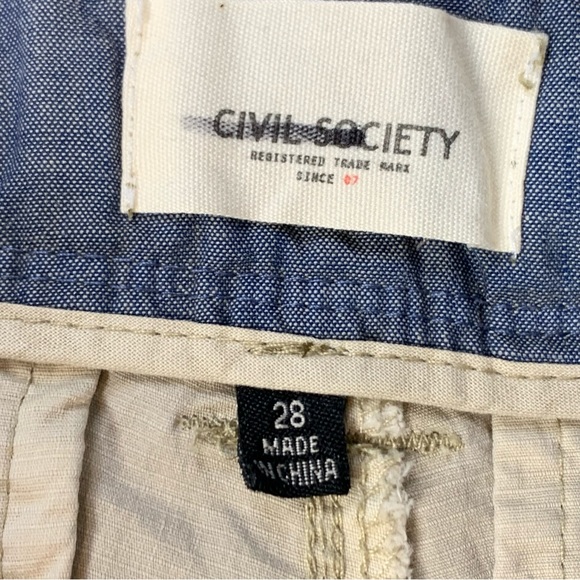 CIVIL SOCIETY
REGISTERED TRADE MARK
SINCE 07
28
MADE
IN CHINA